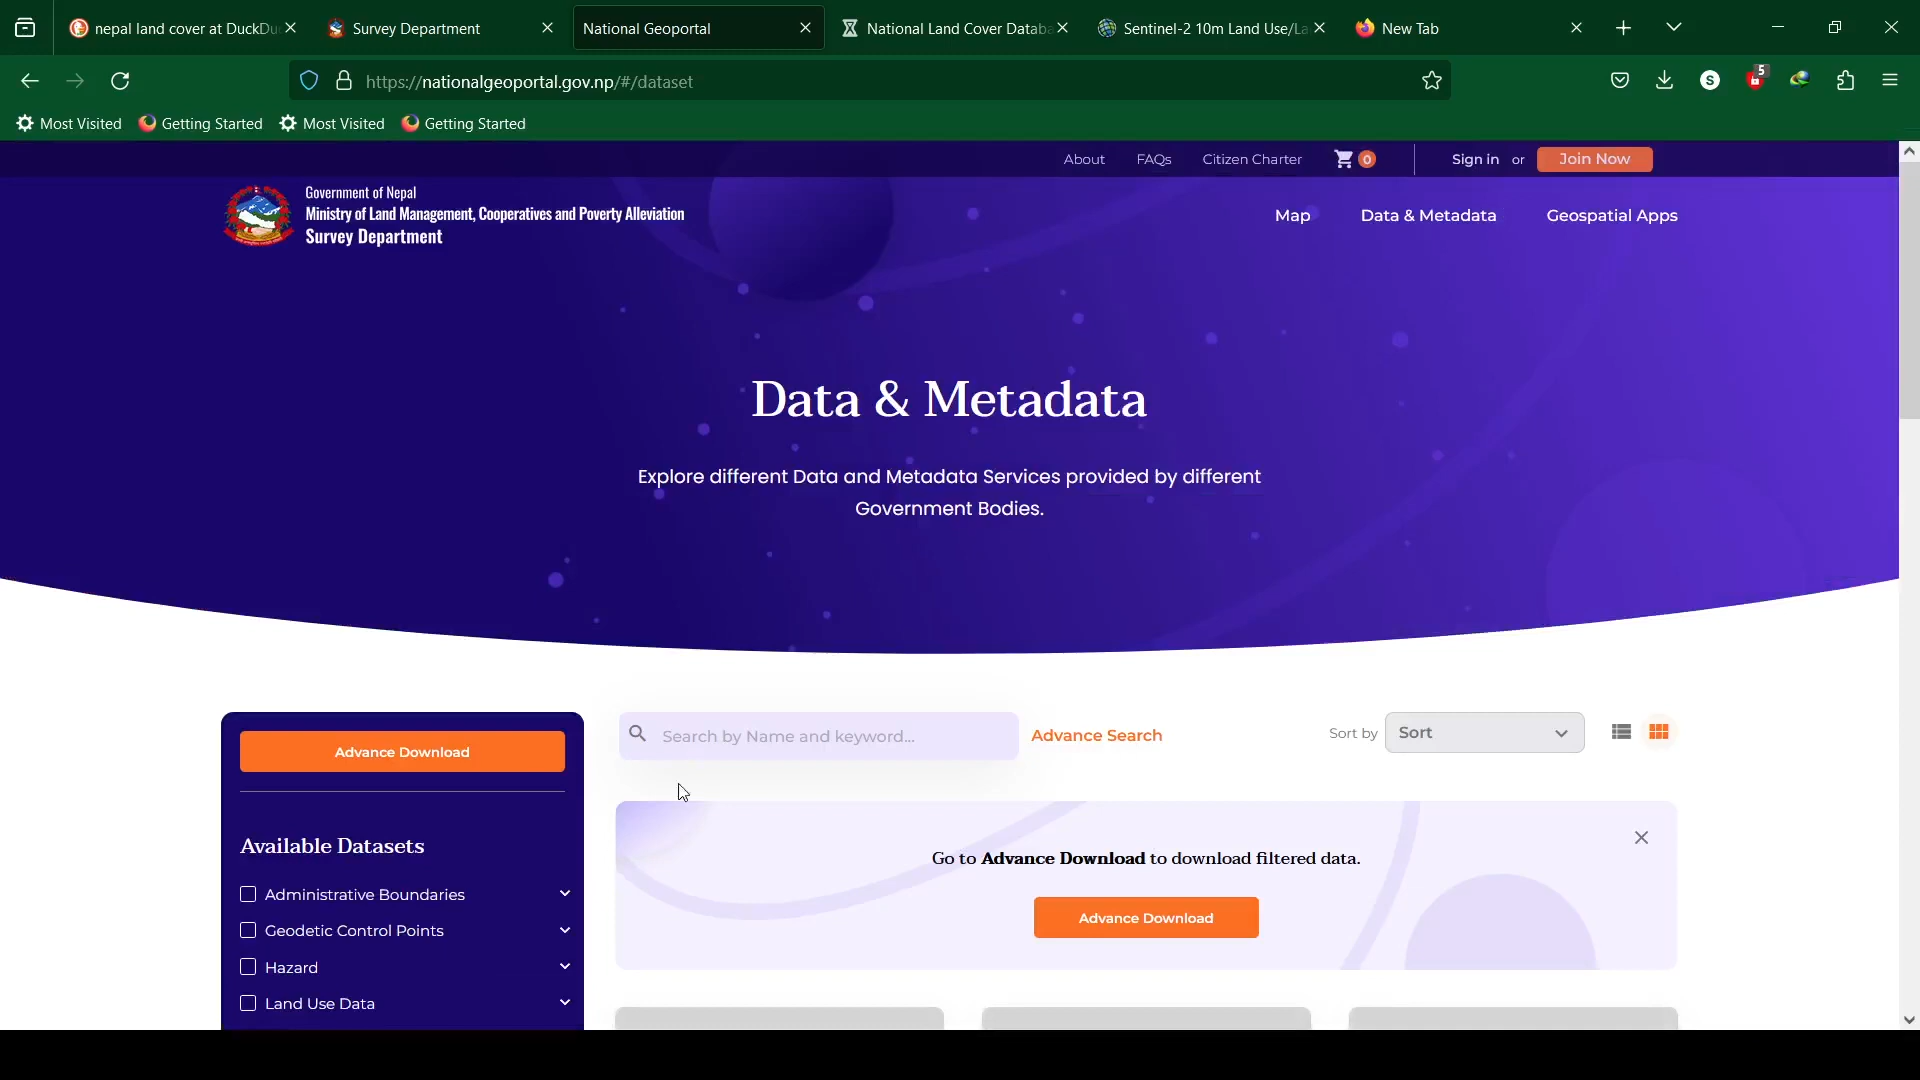 nepal land cover at DuckDu
Survey Department
National Geoportal
National Land Cover Databa
Sentinel-2 10m Land Use/La
New Tab
https://nationalgeoportal.gov.np/#/dataset
S
5
Most Visited
Getting Started
Most Visited
Getting Started
About
FAQs
Citizen Charter
0
Sign in or
Join Now
Government of Nepal
Ministry of Land Management, Cooperatives and Poverty Alleviation
Survey Department
Map
Data & Metadata
Geospatial Apps
Data & Metadata
Explore different Data and Metadata Services provided by different
Government Bodies.
Advance Download
Search by Name and keyword...
Advance Search
Sort by
Sort
Go to Advance Download to download filtered data.
Advance Download
Available Datasets
Administrative Boundaries
Geodetic Control Points
Hazard
Land Use Data